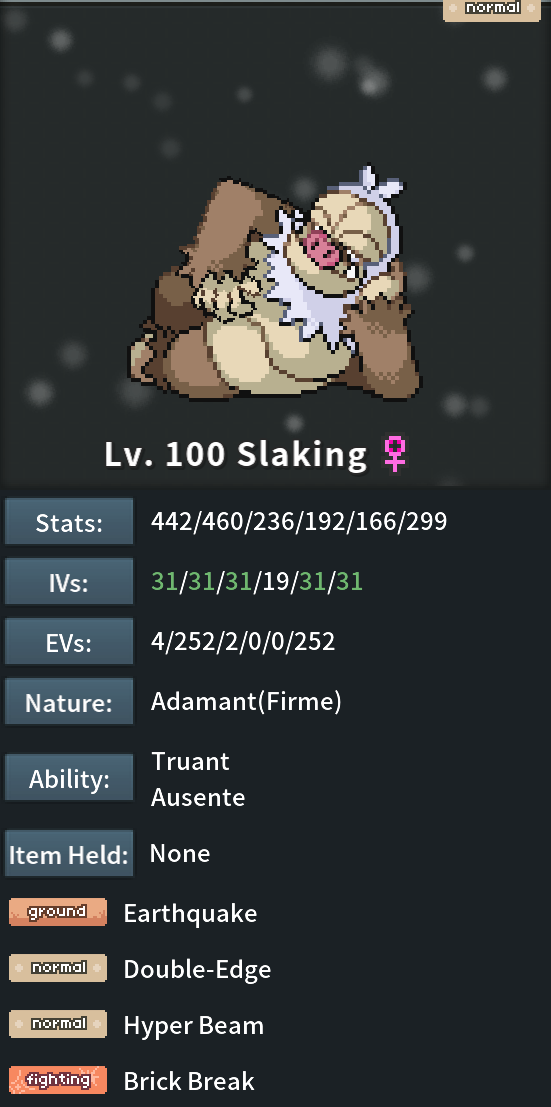 normal
Lv. 100 Slaking ♀
Stats: 442/460/236/192/166/299
IVs: 31/31/31/19/31/31
EVs: 4/252/2/0/0/252
Nature: Adamant(Firme)
Ability: Truant
Ausente
Item Held: None
ground Earthquake
normal Double-Edge
normal Hyper Beam
fighting Brick Break